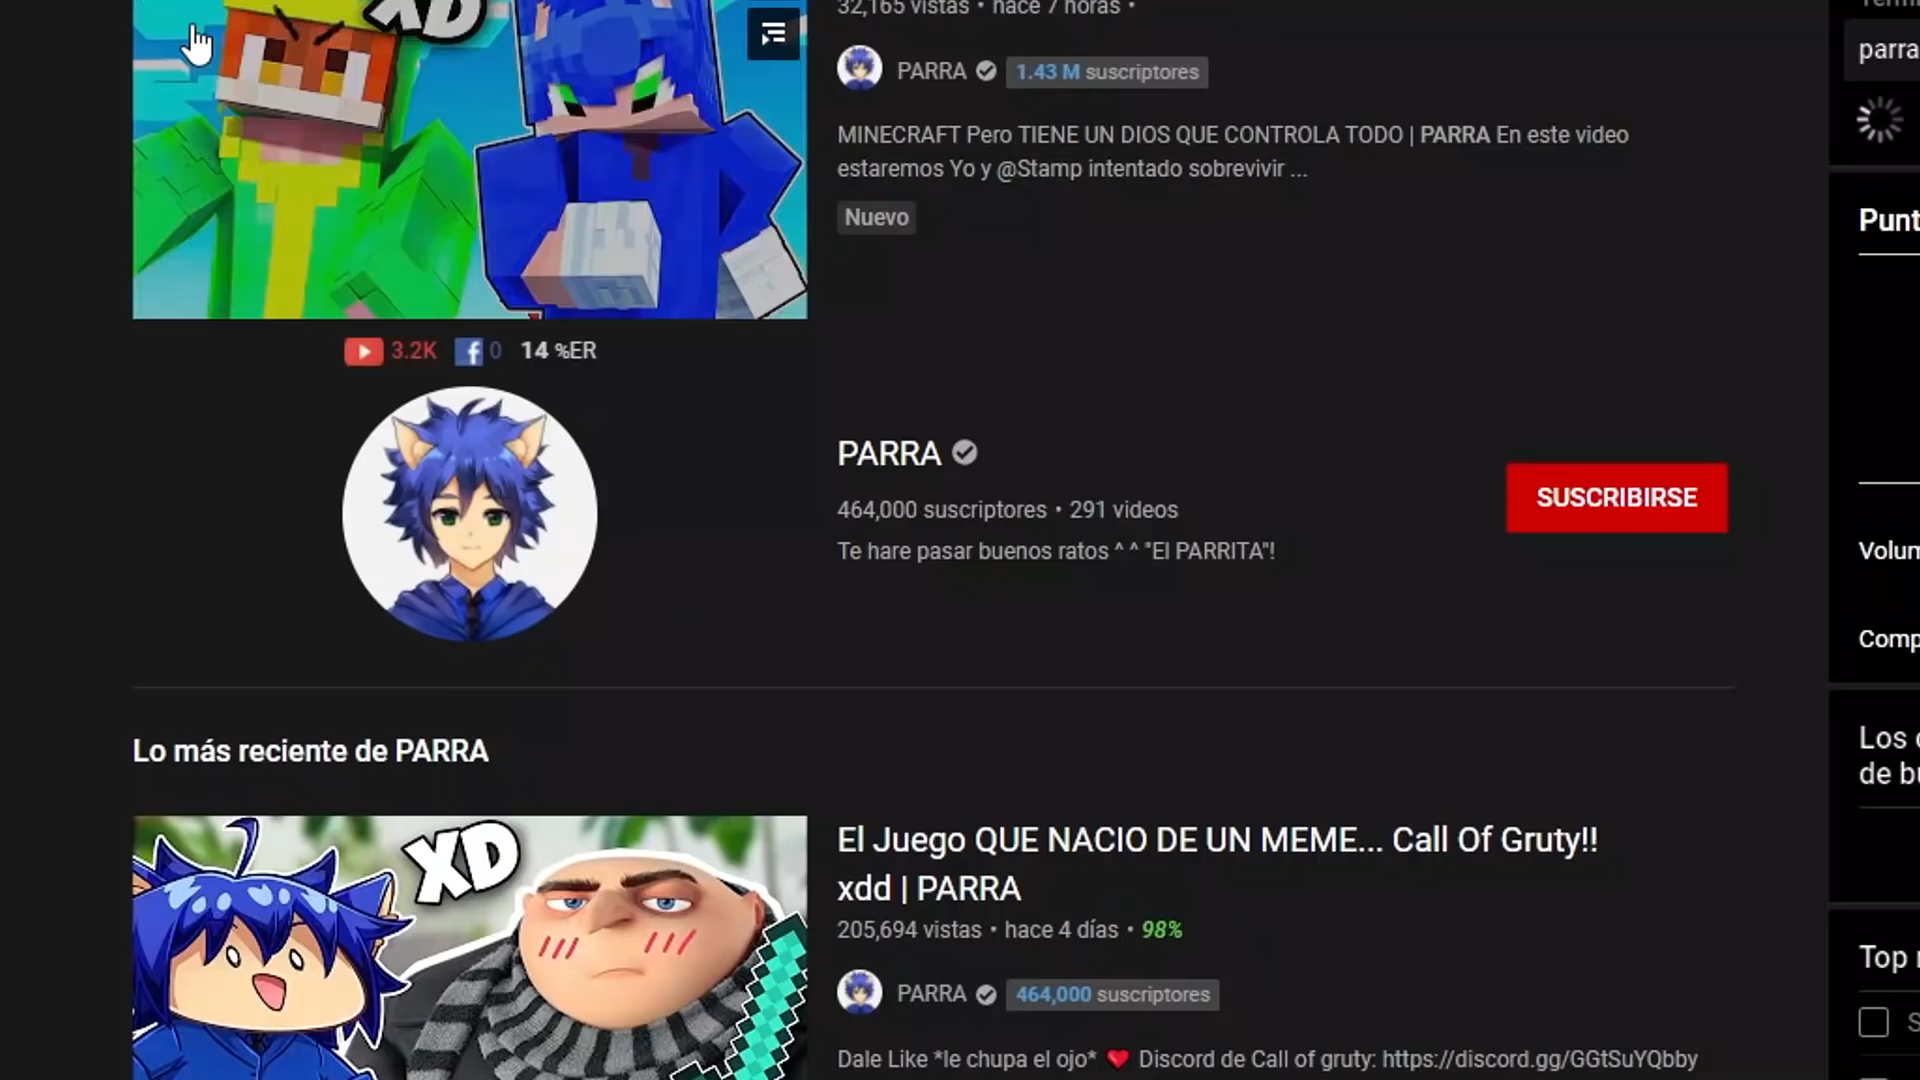 XD
32,165 vistas • hace 7 horas •
PARRA 1.43 M suscriptores
MINECRAFT Pero TIENE UN DIOS QUE CONTROLA TODO | PARRA En este video
estaremos Yo y @Stamp intentado sobrevivir ...
Nuevo
3.2K 0 14 %ER
PARRA
464,000 suscriptores • 291 videos
Te hare pasar buenos ratos ^ ^ "El PARRITA"!
SUSCRIBIRSE
Lo más reciente de PARRA
XD
El Juego QUE NACIO DE UN MEME... Call Of Gruty!!
xdd | PARRA
205,694 vistas • hace 4 días • 98%
PARRA 464,000 suscriptores
Dale Like *le chupa el ojo* ❤️ Discord de Call of gruty: https://discord.gg/GGtSuYQbby
parra
Punt
Volum
Comp
Los
de bu
Top